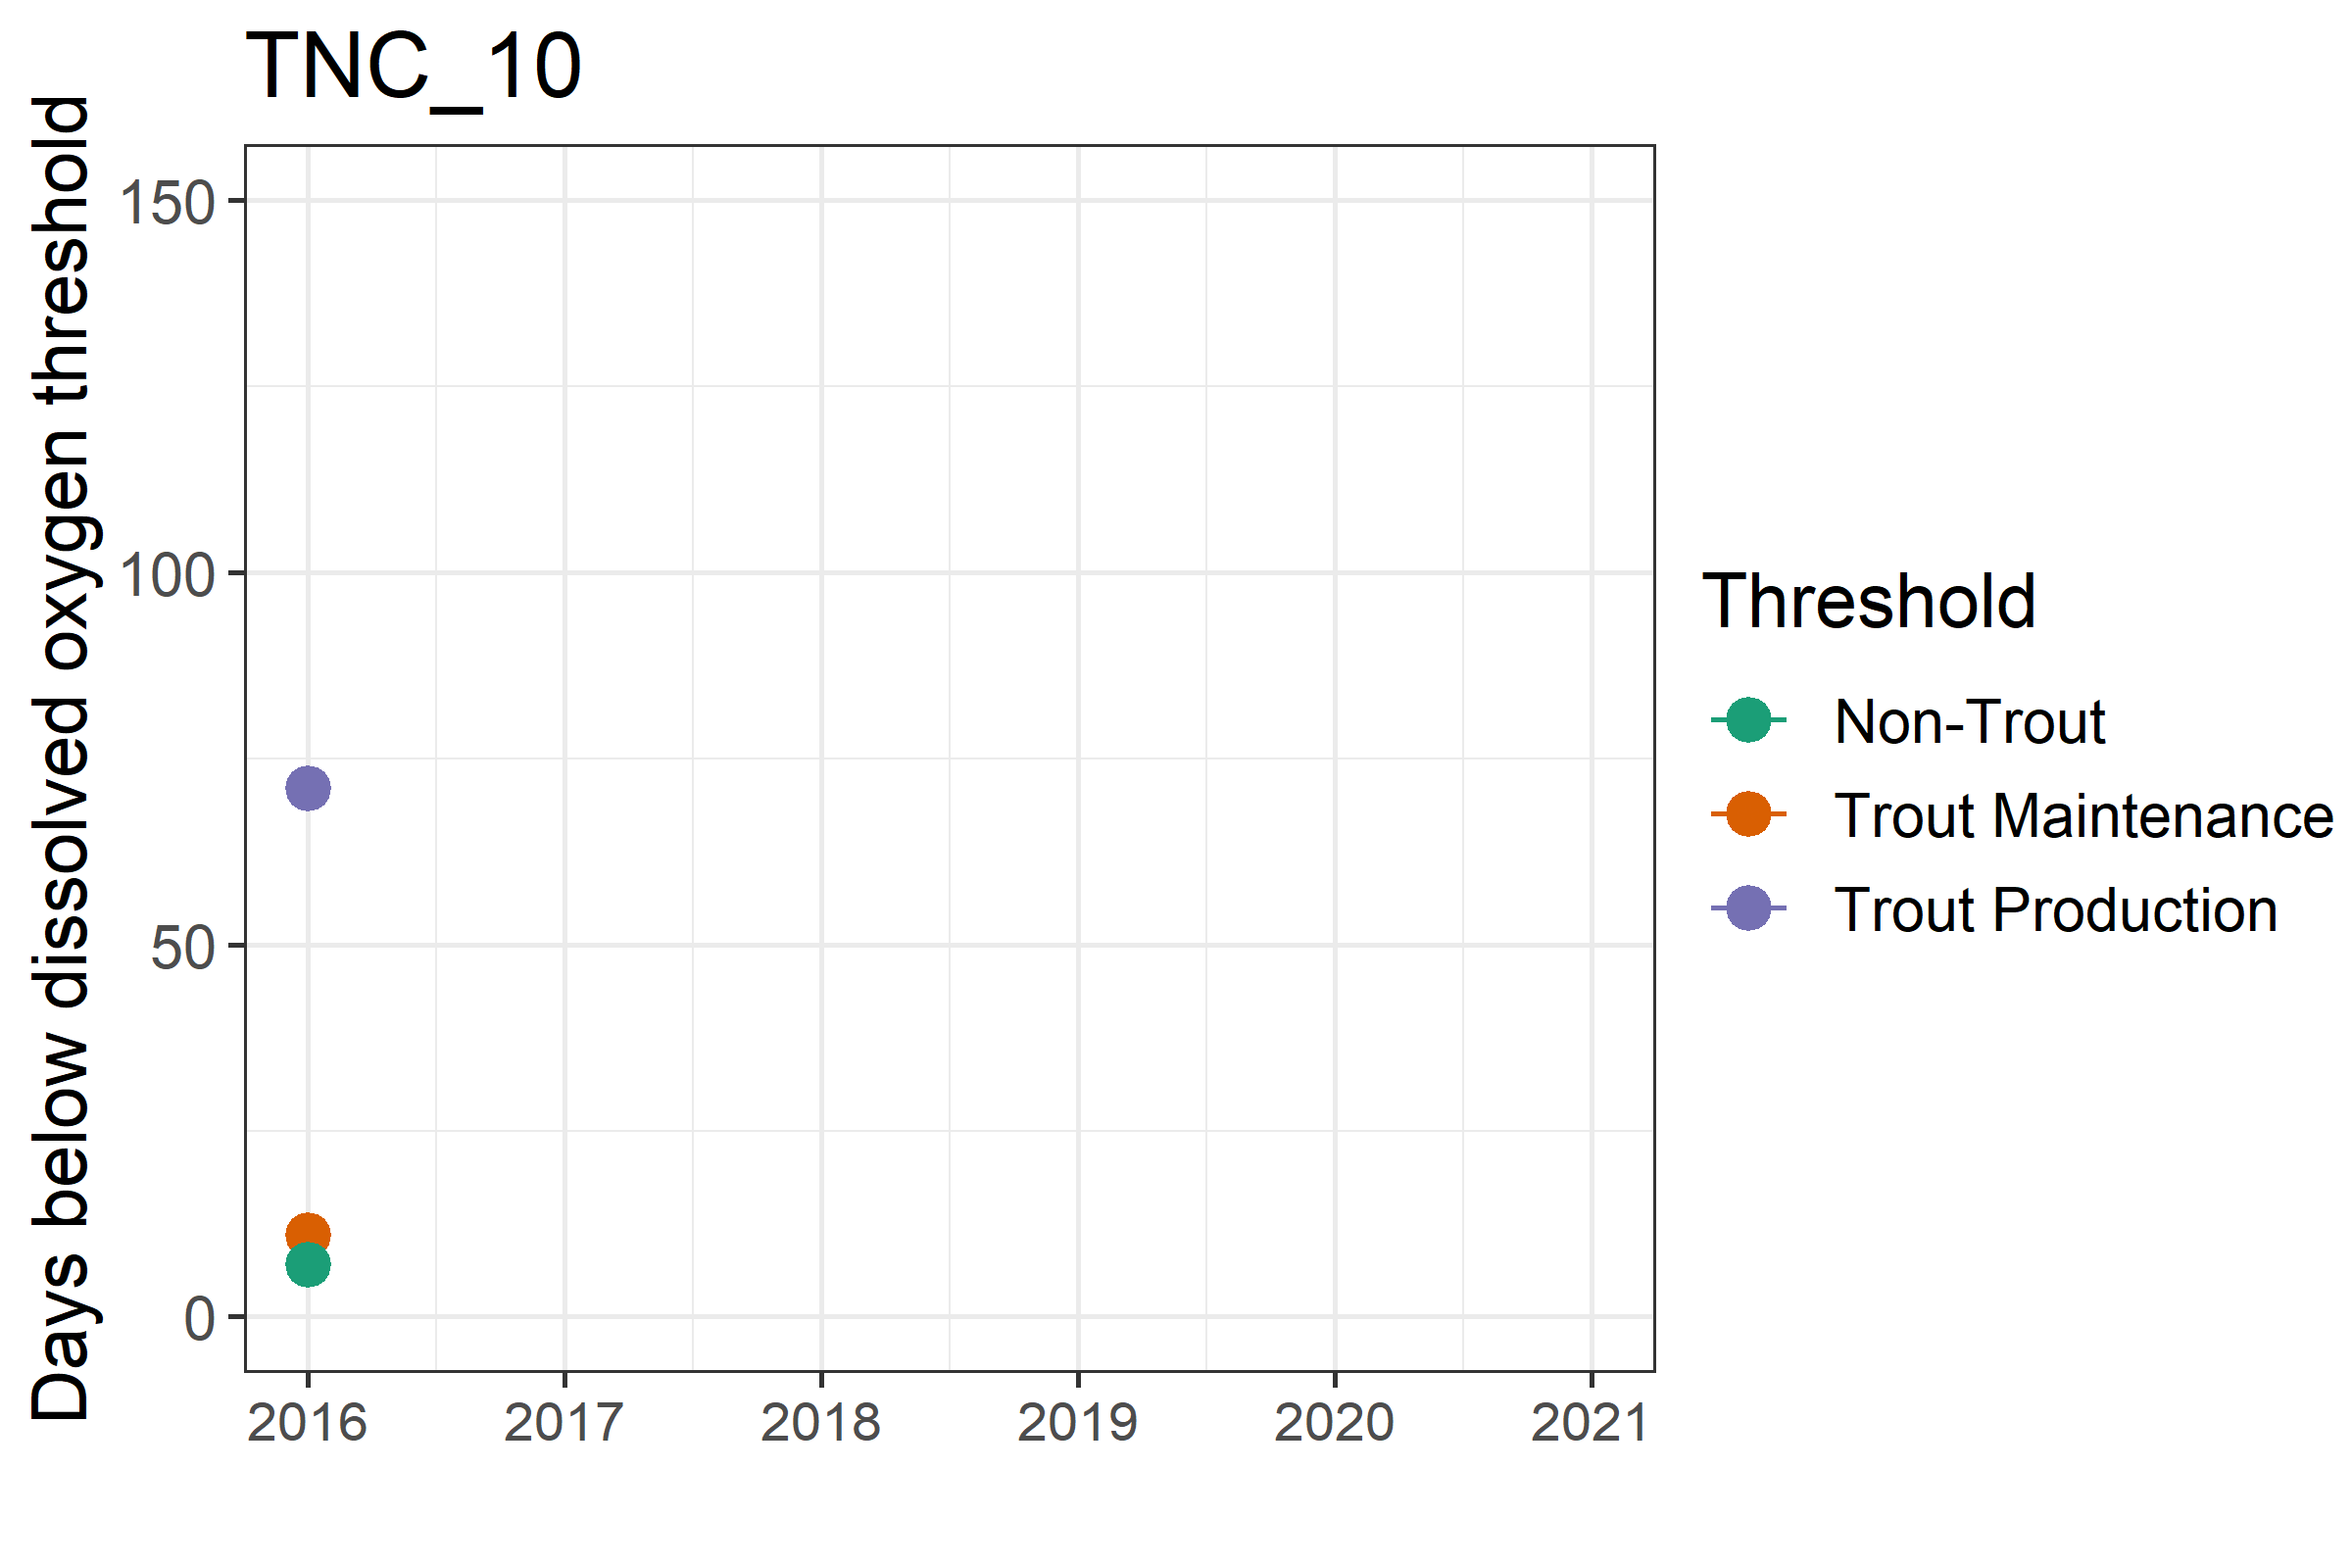 TNC_10
Days below dissolved oxygen threshold
150
100
50
0
2016 2017 2018 2019 2020 2021
Threshold
Non-Trout
Trout Maintenance
Trout Production